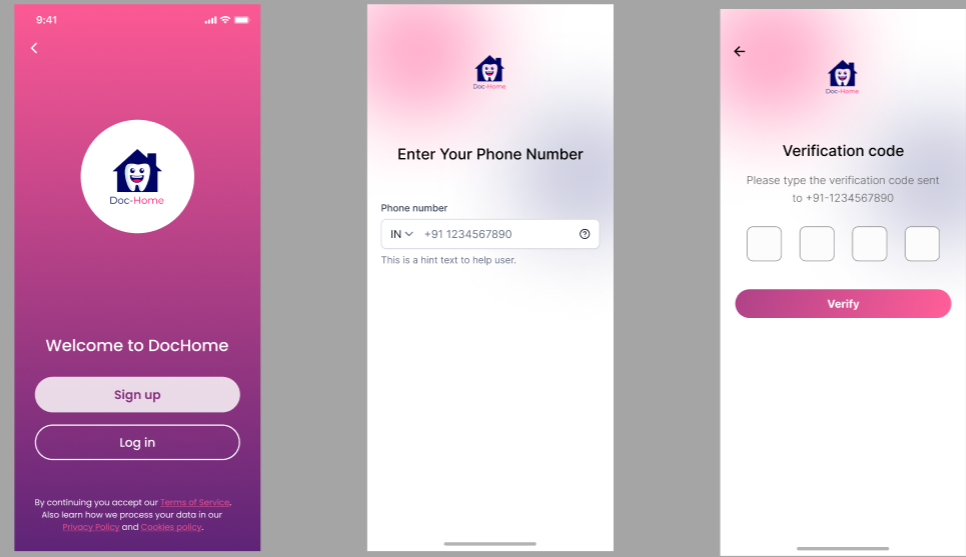 9:41
Doc-Home
Welcome to DocHome
Sign up
Log in
By continuing you accept our Terms of Service.
Also learn how we process your data in our
Privacy Policy and Cookies policy.
Doc-Home
Enter Your Phone Number
Phone number
IN +91 1234567890
This is a hint text to help user.
Doc-Home
Verification code
Please type the verification code sent
to +91-1234567890
Verify